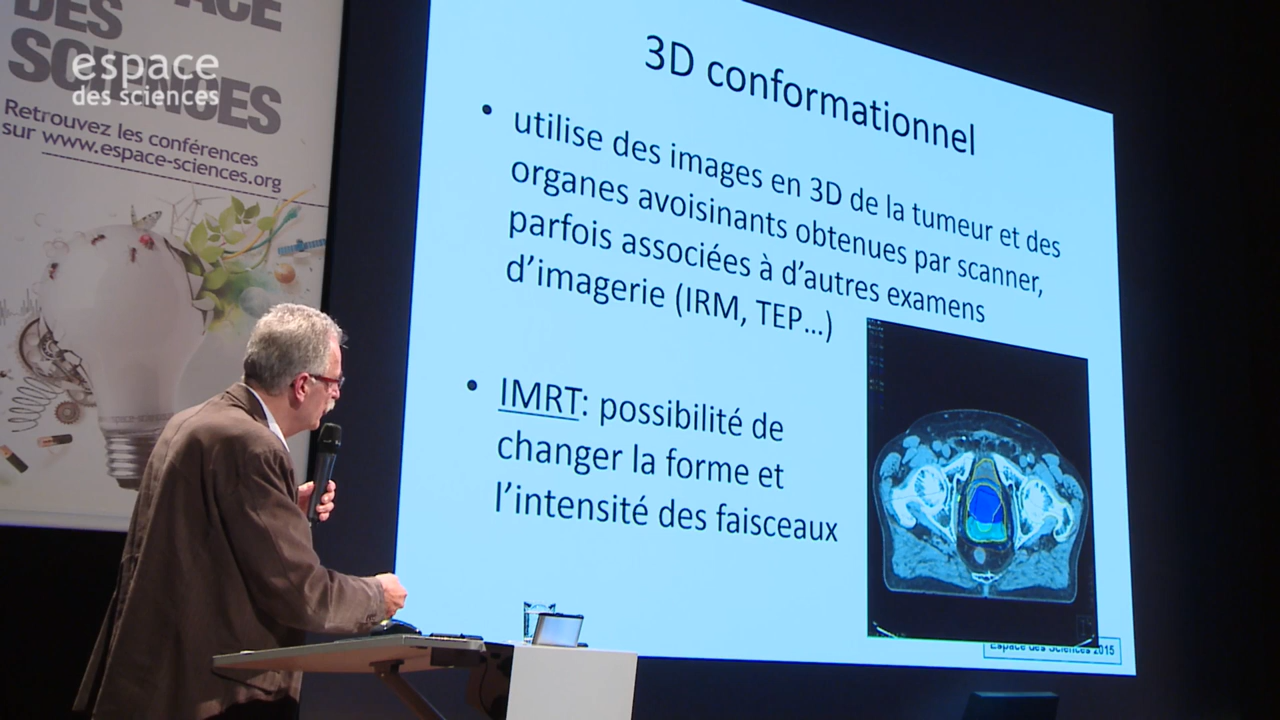 DES
SCIENCES
espace
des sciences
Retrouvez les conférences
sur www.espace-sciences.org
3D conformationnel
• utilise des images en 3D de la tumeur et des
organes avoisinants obtenues par scanner,
parfois associées à d'autres examens
d'imagerie (IRM, TEP...)
• IMRT: possibilité de
changer la forme et
l'intensité des faisceaux
Espace des Sciences 2015